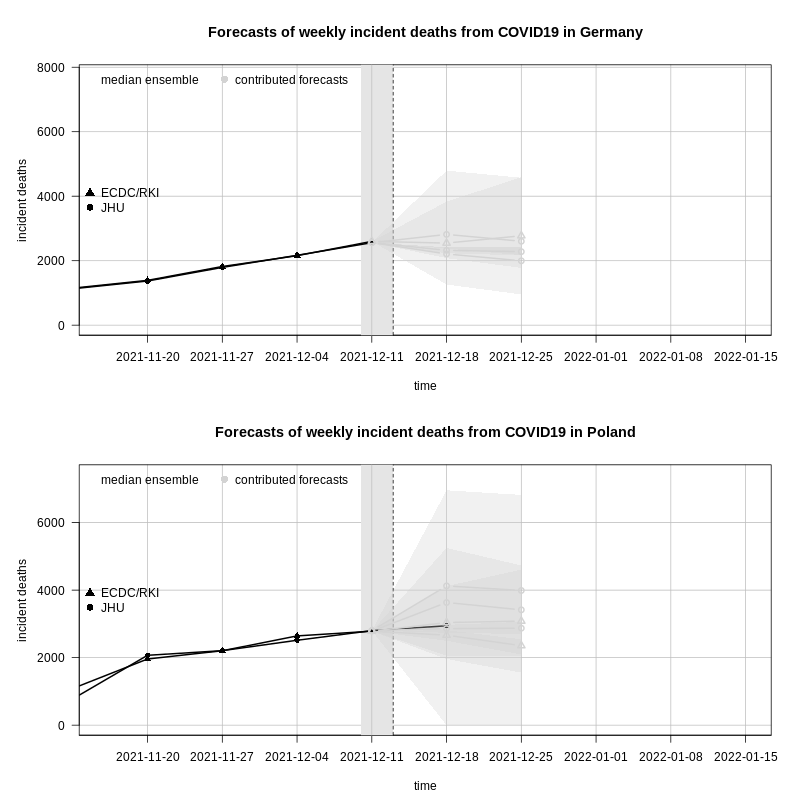 Forecasts of weekly incident deaths from COVID19 in Germany
median ensemble contributed forecasts
ECDC/RKI
JHU
incident deaths
8000
6000
4000
2000
0
2021-11-20 2021-11-27 2021-12-04 2021-12-11 2021-12-18 2021-12-25 2022-01-01 2022-01-08 2022-01-15
time
Forecasts of weekly incident deaths from COVID19 in Poland
median ensemble contributed forecasts
ECDC/RKI
JHU
incident deaths
6000
4000
2000
0
2021-11-20 2021-11-27 2021-12-04 2021-12-11 2021-12-18 2021-12-25 2022-01-01 2022-01-08 2022-01-15
time